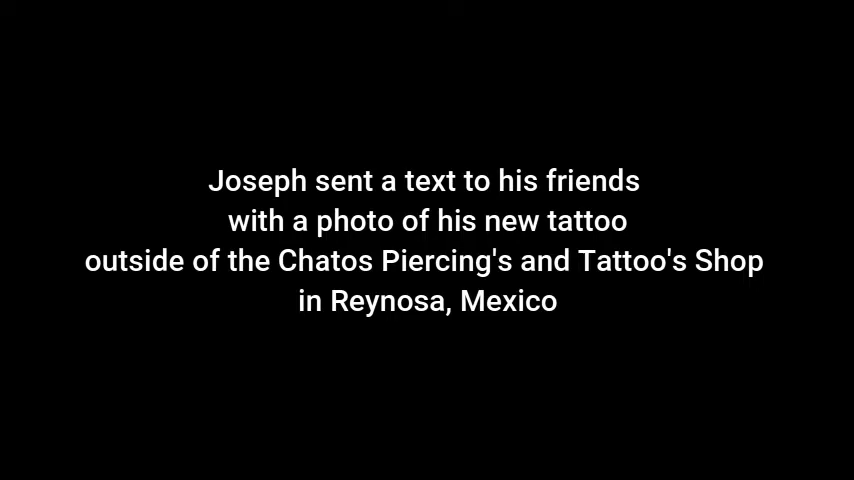 Joseph sent a text to his friends
with a photo of his new tattoo
outside of the Chatos Piercing's and Tattoo's Shop
in Reynosa, Mexico